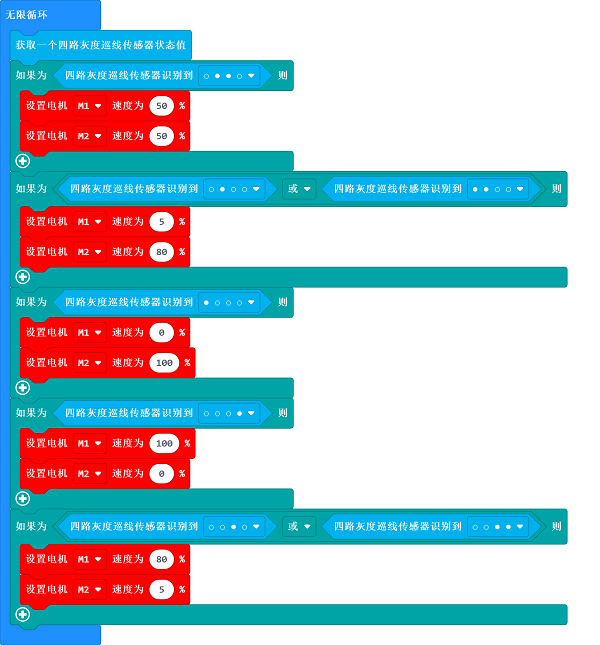 无限循环
获取一个四路灰度巡线传感器状态值
如果为 四路灰度巡线传感器识别到 ○ ● ● ○ 则
设置电机 M1 速度为 50 %
设置电机 M2 速度为 50 %
如果为 四路灰度巡线传感器识别到 ○ ● ○ ○ 或 四路灰度巡线传感器识别到 ● ● ○ ○ 则
设置电机 M1 速度为 5 %
设置电机 M2 速度为 80 %
如果为 四路灰度巡线传感器识别到 ● ○ ○ ○ 则
设置电机 M1 速度为 0 %
设置电机 M2 速度为 100 %
如果为 四路灰度巡线传感器识别到 ○ ○ ○ ● 则
设置电机 M1 速度为 100 %
设置电机 M2 速度为 0 %
如果为 四路灰度巡线传感器识别到 ○ ○ ● ○ 或 四路灰度巡线传感器识别到 ○ ○ ● ● 则
设置电机 M1 速度为 80 %
设置电机 M2 速度为 5 %